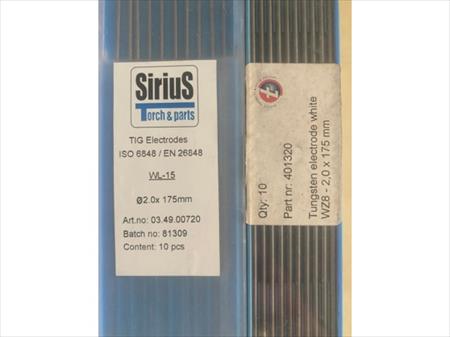 SiriuS
Torch & parts
TIG Electrodes
ISO 6848 / EN 26848
WL-15
Ø2.0x 175mm
Art.no: 03.49.00720
Batch no: 81309
Content: 10 pcs
Qty: 10
Part nr: 401320
Tungsten electrode white
WZ8 - 2,0 x 175 mm